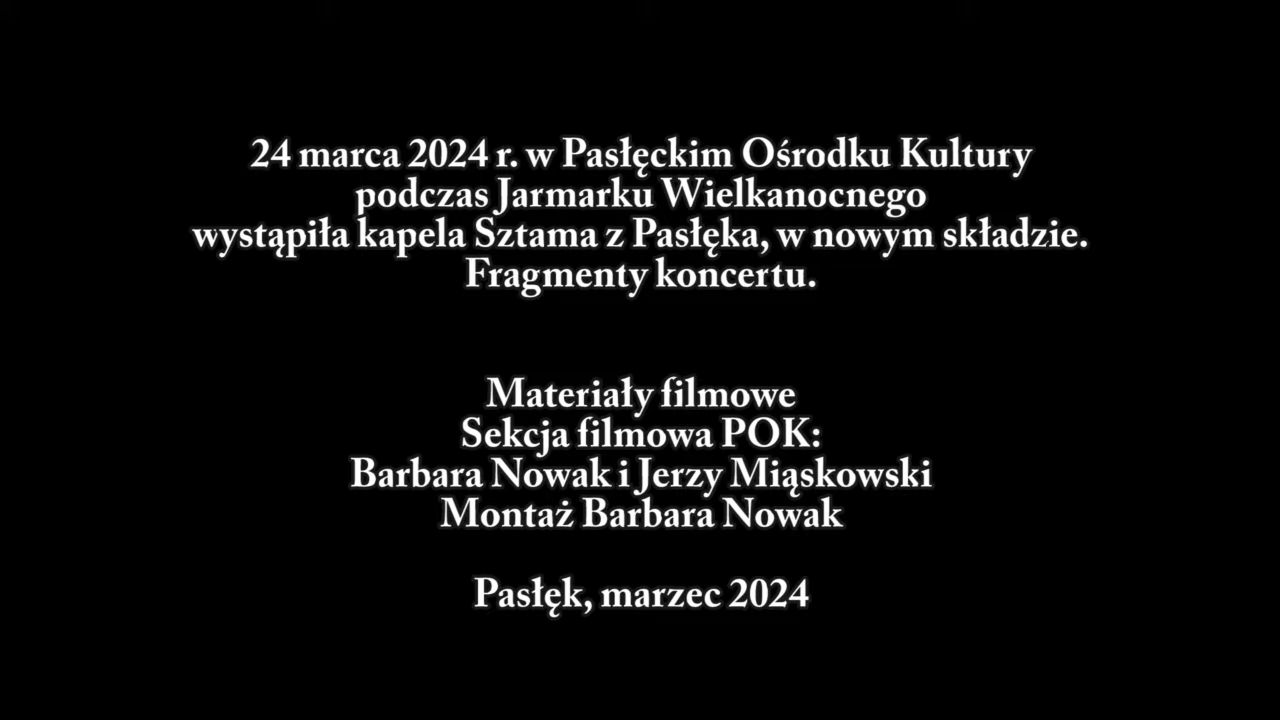 24 marca 2024 r. w Pasłęckim Ośrodku Kultury
podczas Jarmarku Wielkanocnego
wystąpiła kapela Sztama z Pasłęka, w nowym składzie.
Fragmenty koncertu.
Materiały filmowe
Sekcja filmowa POK:
Barbara Nowak i Jerzy Miąskowski
Montaż Barbara Nowak
Pasłęk, marzec 2024